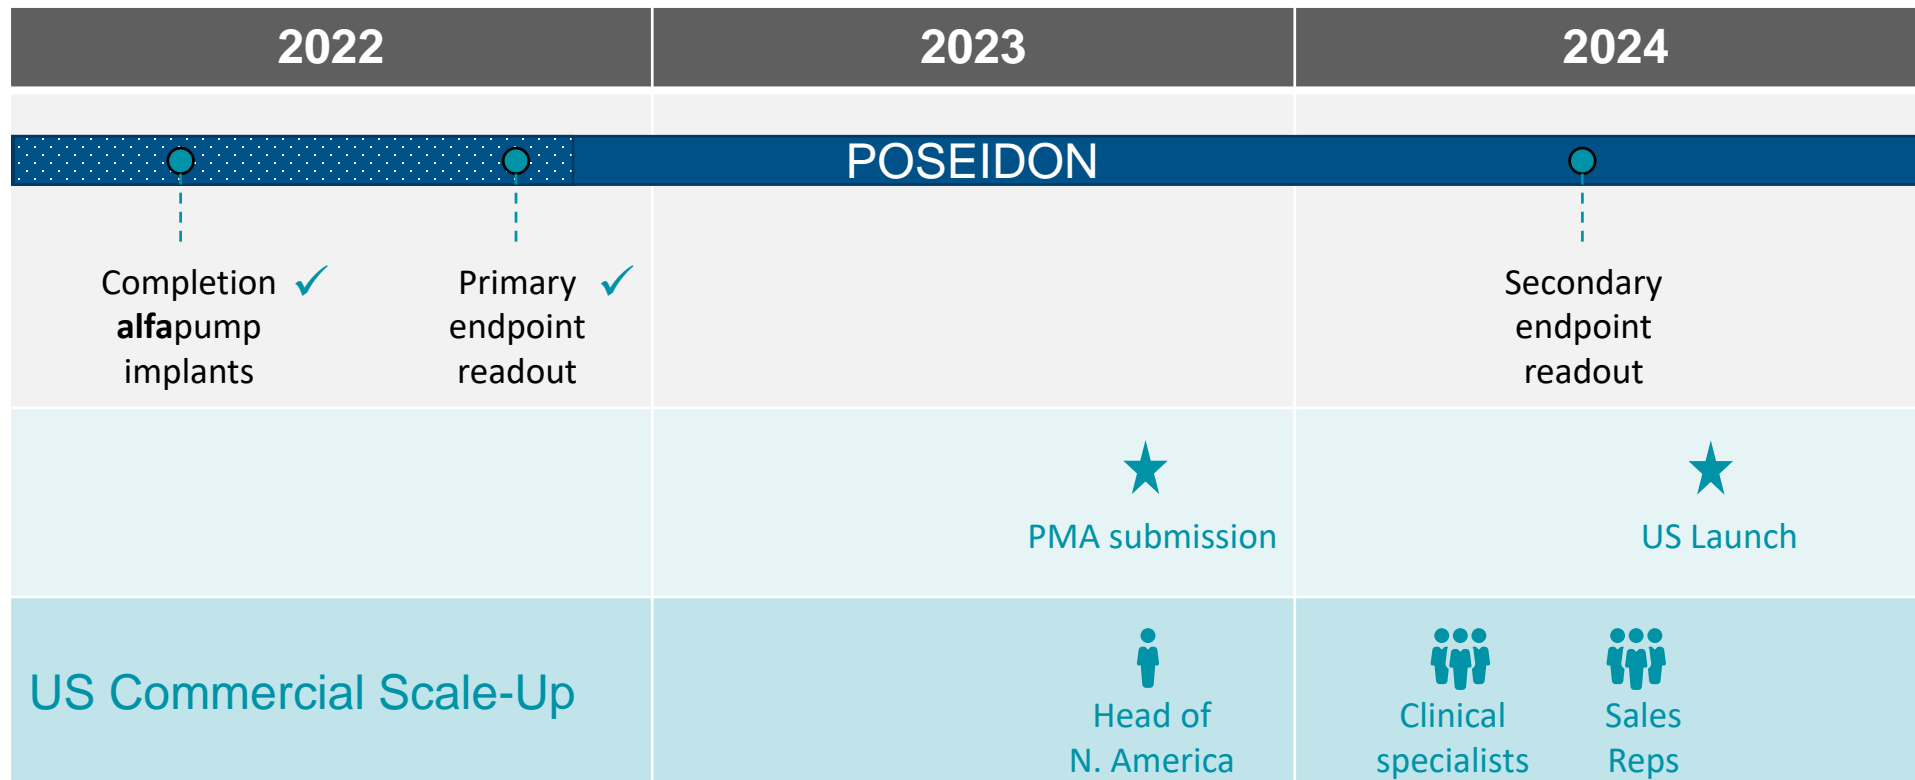 2022
2023
2024
POSEIDON
Completion
alfapump
implants
Primary
endpoint
readout
Secondary
endpoint
readout
PMA submission
US Launch
US Commercial Scale-Up
Head of
N. America
Clinical
specialists
Sales
Reps